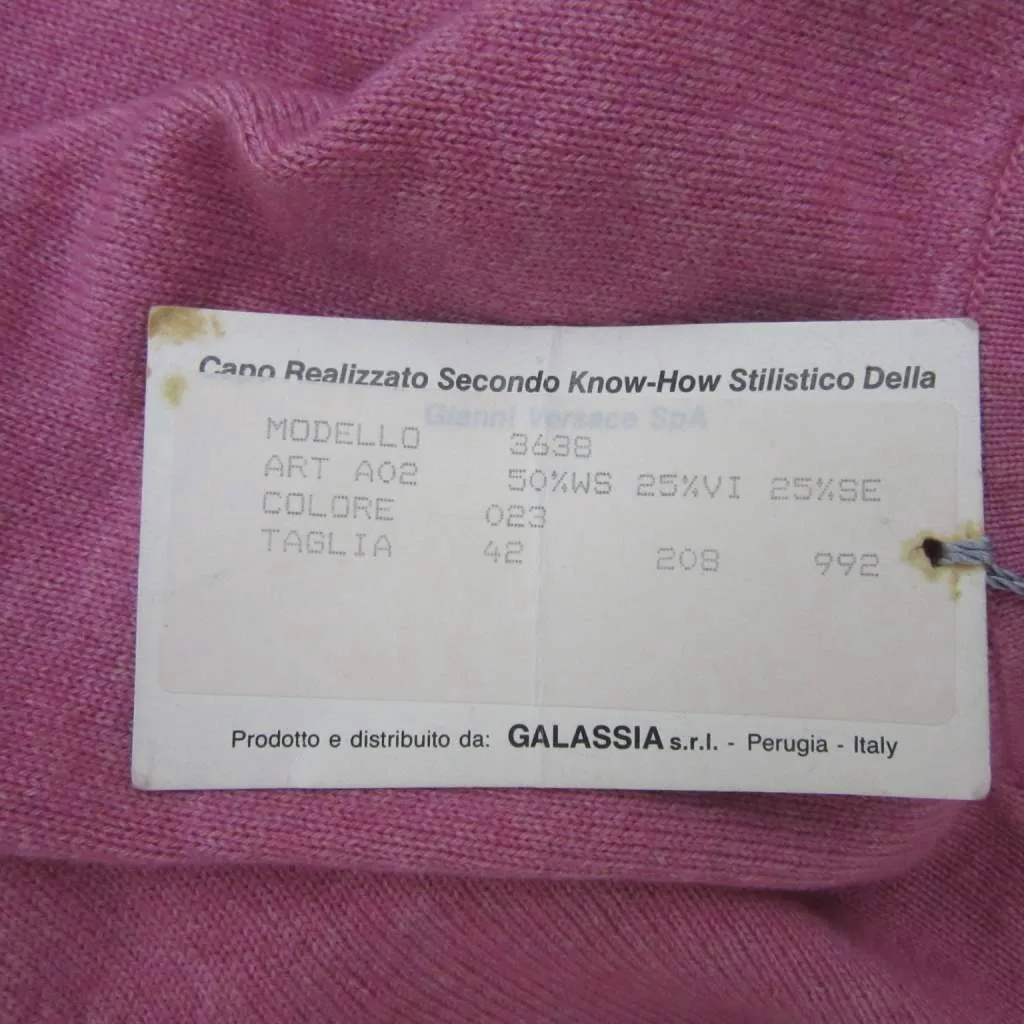 Capo Realizzato Secondo Know-How Stilistico Della
Gianni Versace SpA
MODELLO 3638
ART A02 50%WS 25%VI 25%SE
COLORE 023
TAGLIA 42 208 992
Prodotto e distribuito da: GALASSIA s.r.l. - Perugia - Italy